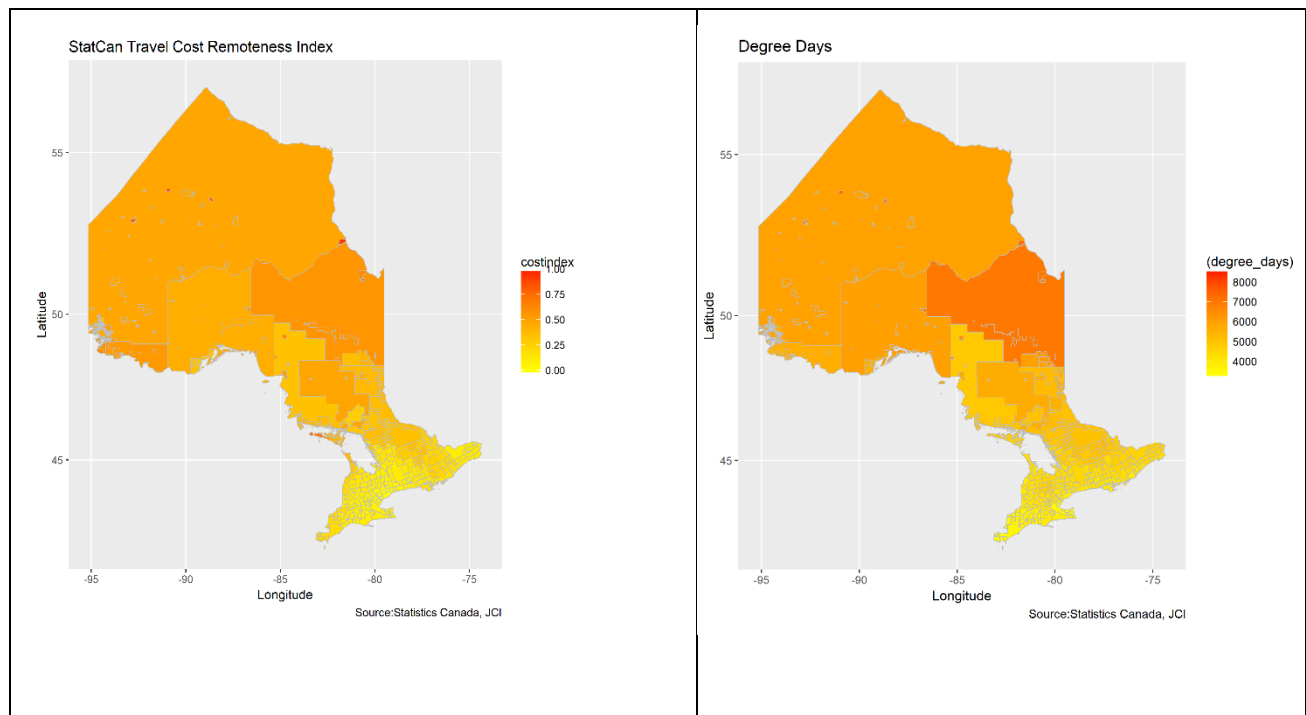 StatCan Travel Cost Remoteness Index
55
50
45
Latitude
-95
-90
-85
-80
-75
Longitude
costindex
1.00
0.75
0.50
0.25
0.00
Source:Statistics Canada, JCI
Degree Days
55
50
45
Latitude
-95
-90
-85
-80
-75
Longitude
(degree_days)
8000
7000
6000
5000
4000
Source:Statistics Canada, JCI